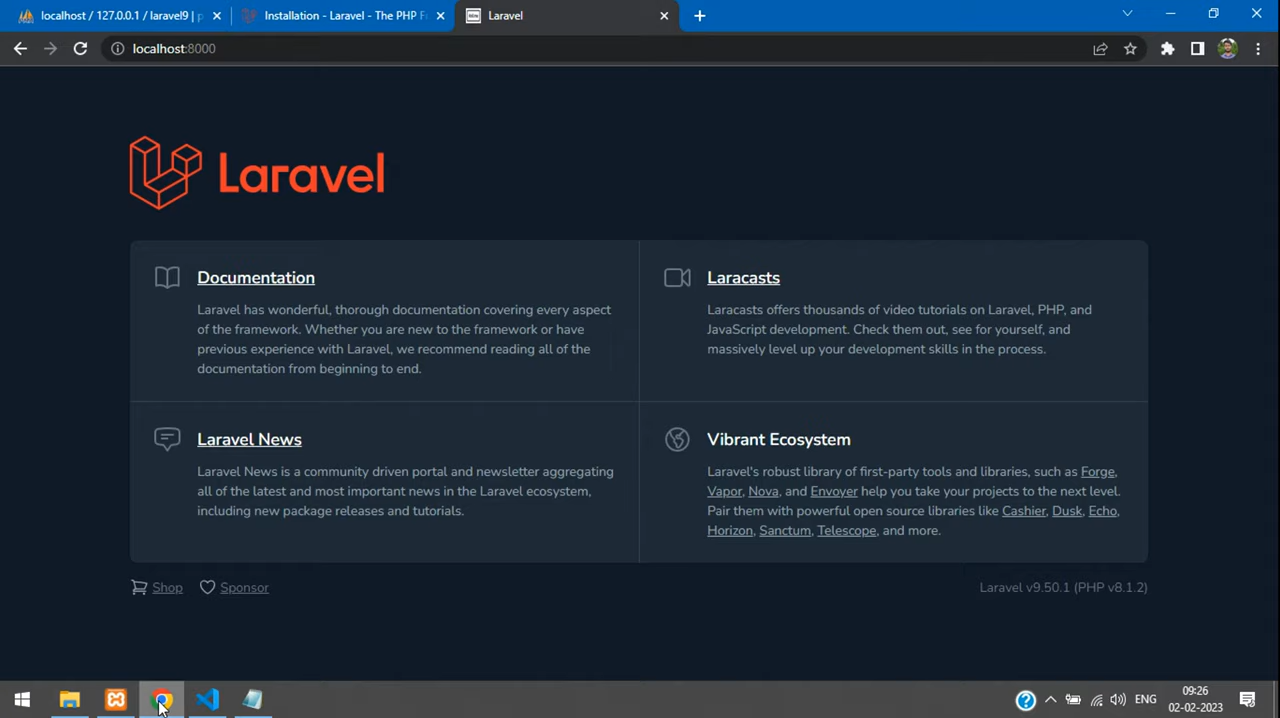 localhost / 127.0.0.1 / laravel9 | p
Installation - Laravel - The PHP F
Laravel
localhost:8000
Laravel
Documentation
Laravel has wonderful, thorough documentation covering every aspect
of the framework. Whether you are new to the framework or have
previous experience with Laravel, we recommend reading all of the
documentation from beginning to end.
Laracasts
Laracasts offers thousands of video tutorials on Laravel, PHP, and
JavaScript development. Check them out, see for yourself, and
massively level up your development skills in the process.
Laravel News
Laravel News is a community driven portal and newsletter aggregating
all of the latest and most important news in the Laravel ecosystem,
including new package releases and tutorials.
Vibrant Ecosystem
Laravel's robust library of first-party tools and libraries, such as Forge,
Vapor, Nova, and Envoyer help you take your projects to the next level.
Pair them with powerful open source libraries like Cashier, Dusk, Echo,
Horizon, Sanctum, Telescope, and more.
Shop
Sponsor
Laravel v9.50.1 (PHP v8.1.2)
ENG
09:26
02-02-2023